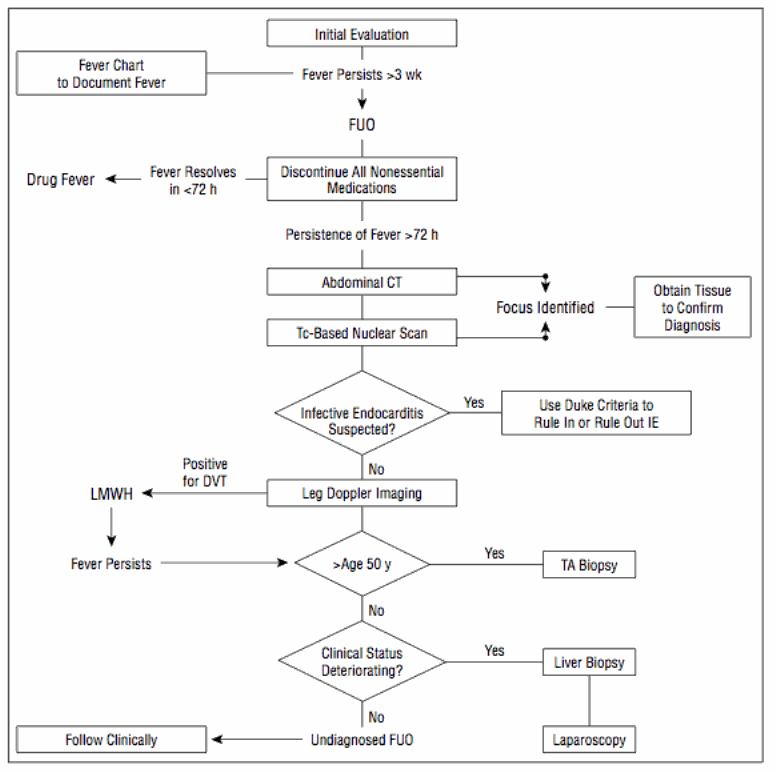 Initial Evaluation
Fever Chart
to Document Fever
Fever Persists >3 wk
FUO
Drug Fever
Fever Resolves
in <72 h
Discontinue All Nonessential
Medications
Persistence of Fever >72 h
Abdominal CT
Focus Identified
Obtain Tissue
to Confirm
Diagnosis
Tc-Based Nuclear Scan
Infective Endocarditis
Suspected?
Yes
Use Duke Criteria to
Rule In or Rule Out IE
No
Positive
for DVT
LMWH
Leg Doppler Imaging
Fever Persists
>Age 50 y
Yes
TA Biopsy
No
Clinical Status
Deteriorating?
Yes
Liver Biopsy
No
Follow Clinically
Undiagnosed FUO
Laparoscopy